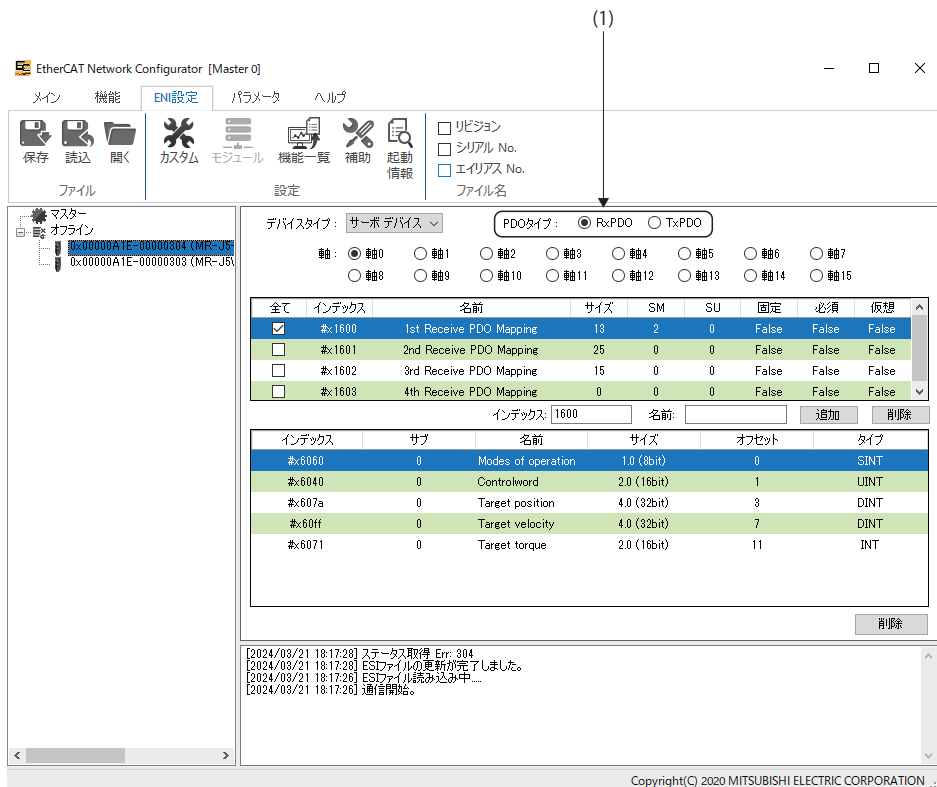 (1)
EtherCAT Network Configurator [Master 0]
メイン 機能 ENI設定 パラメータ ヘルプ
保存 読込 開く
ファイル
カスタム モジュール 機能一覧 補助 起動情報
設定
リビジョン
シリアル No.
エイリアス No.
ファイル名
マスター
オフライン
0x00000A1E-00000304 (MR-J5-
0x00000A1E-00000303 (MR-J5\
デバイスタイプ : サーボ デバイス PDOタイプ : RxPDO TxPDO
軸 : 軸0 軸1 軸2 軸3 軸4 軸5 軸6 軸7
軸8 軸9 軸10 軸11 軸12 軸13 軸14 軸15
全て インデックス 名前 サイズ SM SU 固定 必須 仮想
#x1600 1st Receive PDO Mapping 13 2 0 False False False
#x1601 2nd Receive PDO Mapping 25 0 0 False False False
#x1602 3rd Receive PDO Mapping 15 0 0 False False False
#x1603 4th Receive PDO Mapping 0 0 0 False False False
インデックス: 1600 名前: 追加 削除
インデックス サブ 名前 サイズ オフセット タイプ
#x6060 0 Modes of operation 1.0 (8bit) 0 SINT
#x6040 0 Controlword 2.0 (16bit) 1 UINT
#x607a 0 Target position 4.0 (32bit) 3 DINT
#x60ff 0 Target velocity 4.0 (32bit) 7 DINT
#x6071 0 Target torque 2.0 (16bit) 11 INT
削除
[2024/03/21 18:17:28] ステータス取得 Err: 304
[2024/03/21 18:17:28] ESIファイルの更新が完了しました。
[2024/03/21 18:17:26] ESIファイル読み込み中.....
[2024/03/21 18:17:26] 通信開始。
Copyright(C) 2020 MITSUBISHI ELECTRIC CORPORATION